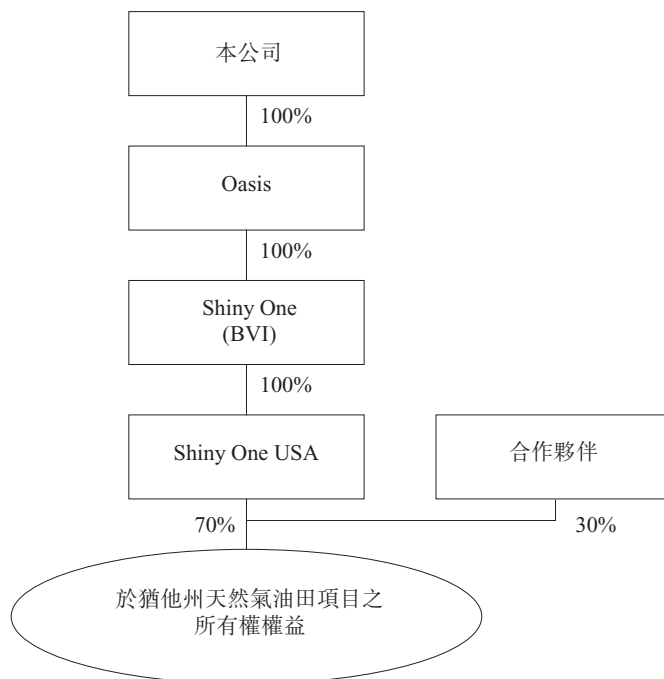 本公司
100%
Oasis
100%
Shiny One
(BVI)
100%
Shiny One USA
合作夥伴
70%
30%
於猶他州天然氣油田項目之
所有權權益